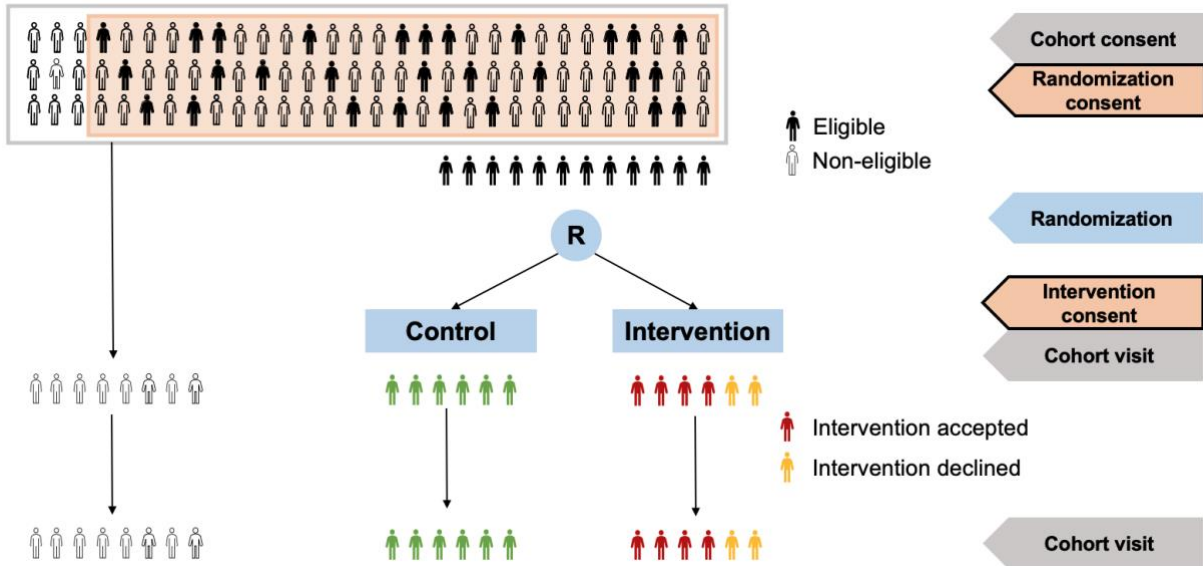 Cohort consent
Randomization
consent
Eligible
Non-eligible
Randomization
R
Intervention
consent
Control
Intervention
Cohort visit
Intervention accepted
Intervention declined
Cohort visit